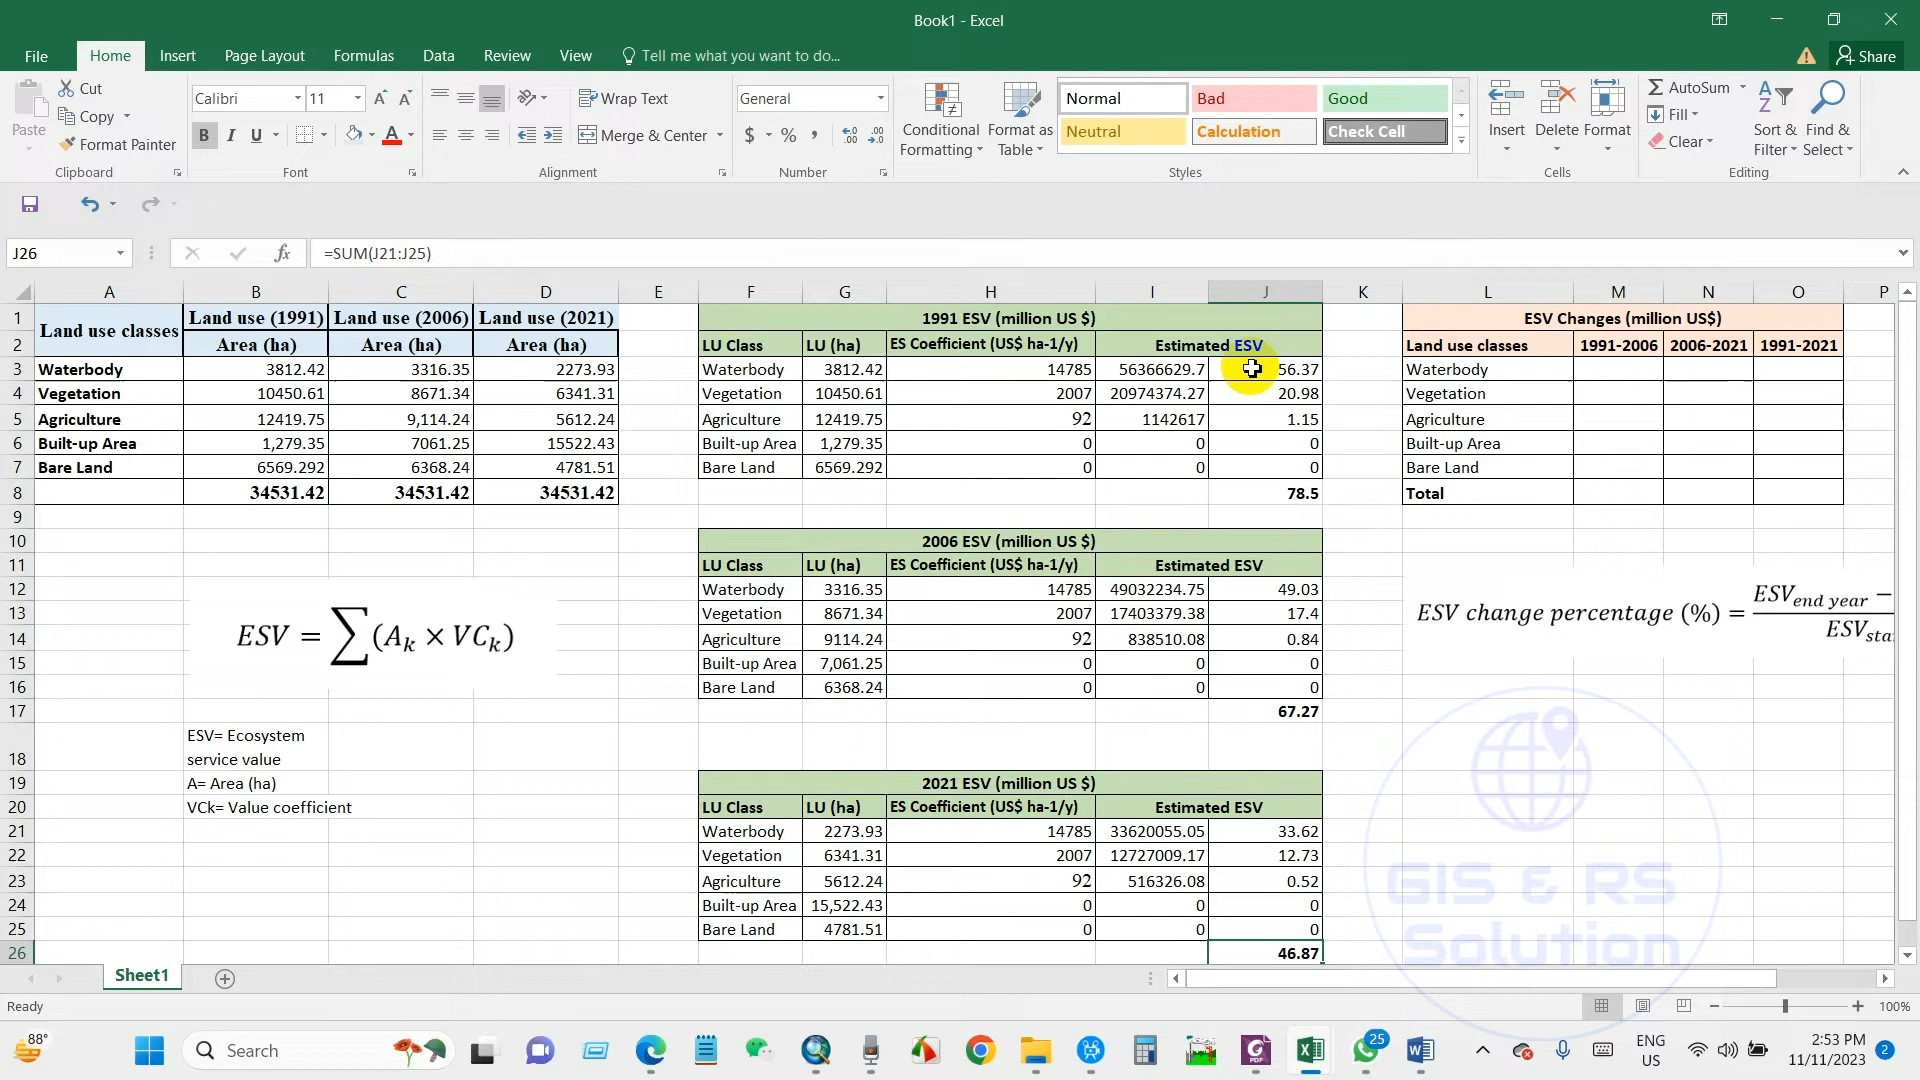 Book1 - Excel
File Home Insert Page Layout Formulas Data Review View Tell me what you want to do... Share
Paste Cut Copy Format Painter
Calibri 11 A A
B I U A
Wrap Text
Merge & Center
General
$ % ,
Conditional Formatting Format as Table
Normal Bad Good
Neutral Calculation Check Cell
Insert Delete Format
AutoSum Fill Clear
Sort & Filter Find & Select
Clipboard Font Alignment Number Styles Cells Editing
J26 fx =SUM(J21:J25)
A B C D E F G H I J K L M N O P
1 Land use classes Land use (1991) Land use (2006) Land use (2021) 1991 ESV (million US $) ESV Changes (million US$)
2 Area (ha) Area (ha) Area (ha) LU Class LU (ha) ES Coefficient (US$ ha-1/y) Estimated ESV Land use classes 1991-2006 2006-2021 1991-2021
3 Waterbody 3812.42 3316.35 2273.93 Waterbody 3812.42 14785 56366629.7 56.37 Waterbody
4 Vegetation 10450.61 8671.34 6341.31 Vegetation 10450.61 2007 20974374.27 20.98 Vegetation
5 Agriculture 12419.75 9,114.24 5612.24 Agriculture 12419.75 92 1142617 1.15 Agriculture
6 Built-up Area 1,279.35 7061.25 15522.43 Built-up Area 1,279.35 0 0 0 Built-up Area
7 Bare Land 6569.292 6368.24 4781.51 Bare Land 6569.292 0 0 0 Bare Land
8 34531.42 34531.42 34531.42 78.5 Total
9
10 2006 ESV (million US $)
11 LU Class LU (ha) ES Coefficient (US$ ha-1/y) Estimated ESV
12 Waterbody 3316.35 14785 49032234.75 49.03
13 Vegetation 8671.34 2007 17403379.38 17.4
14 Agriculture 9114.24 92 838510.08 0.84
15 Built-up Area 7,061.25 0 0 0
16 Bare Land 6368.24 0 0 0
17 67.27
ESV = ∑(Aₖ × VCₖ)
ESV change percentage (%) = ESV end year − / ESV sta
18 ESV= Ecosystem service value
19 A= Area (ha) 2021 ESV (million US $)
20 VCk= Value coefficient LU Class LU (ha) ES Coefficient (US$ ha-1/y) Estimated ESV
21 Waterbody 2273.93 14785 33620055.05 33.62
22 Vegetation 6341.31 2007 12727009.17 12.73
23 Agriculture 5612.24 92 516326.08 0.52
24 Built-up Area 15,522.43 0 0 0
25 Bare Land 4781.51 0 0 0
26 46.87
GIS & RS
Solution
Sheet1
Ready 100%
88° Search 25 ENG US 2:53 PM 11/11/2023 2